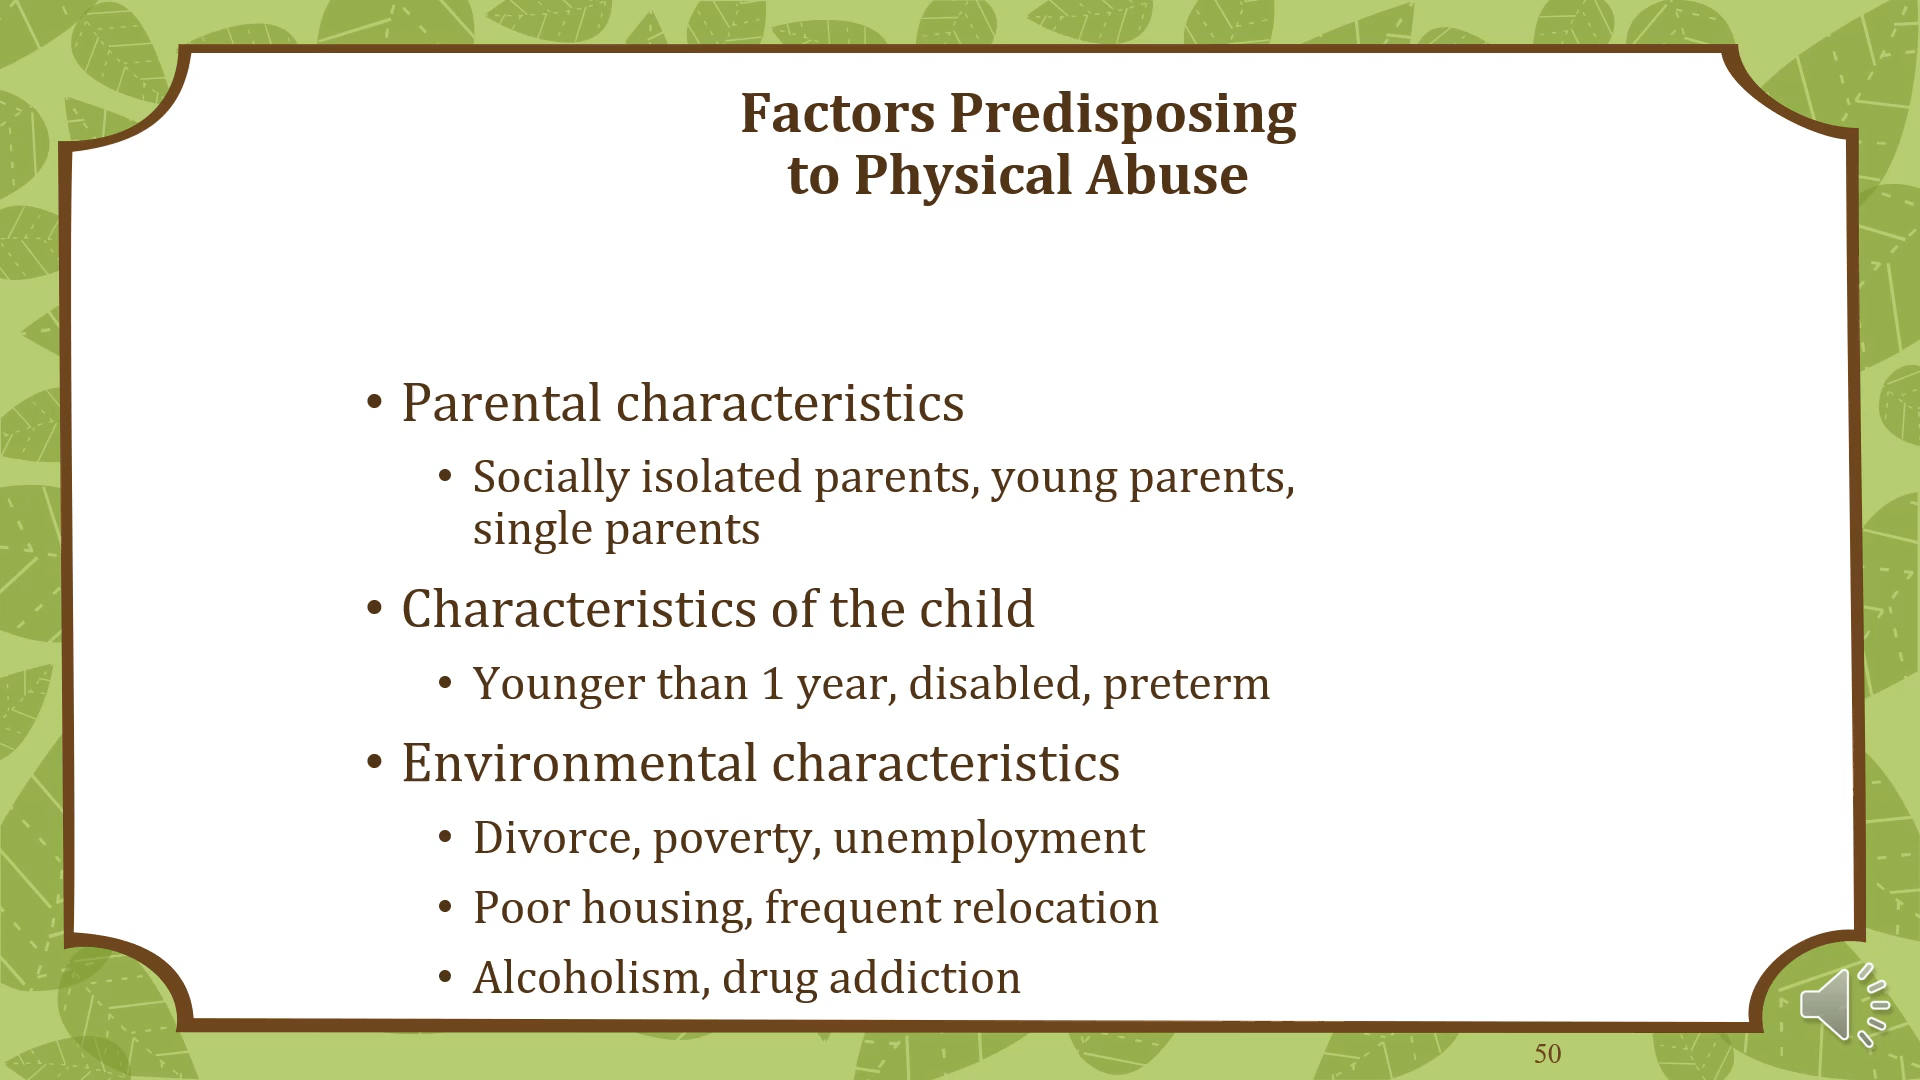 Factors Predisposing
to Physical Abuse
• Parental characteristics
• Socially isolated parents, young parents,
single parents
• Characteristics of the child
• Younger than 1 year, disabled, preterm
• Environmental characteristics
• Divorce, poverty, unemployment
• Poor housing, frequent relocation
• Alcoholism, drug addiction
50